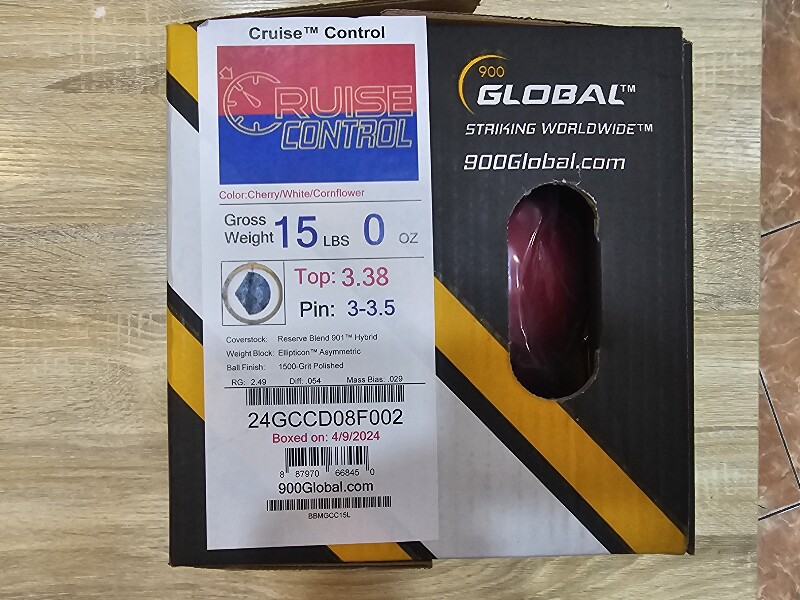 Cruise™ Control
CRUISE
CONTROL
Color:Cherry/White/Cornflower
Gross Weight 15 LBS 0 OZ
Top: 3.38
Pin: 3-3.5
Coverstock: Reserve Blend 901™ Hybrid
Weight Block: Ellipticon™ Asymmetric
Ball Finish: 1500-Grit Polished
RG: 2.49 Diff: .054 Mass Bias: .029
24GCCD08F002
Boxed on: 4/9/2024
8 87970 66845 0
900Global.com
BBMGCC15L
900
GLOBAL™
STRIKING WORLDWIDE™
900Global.com